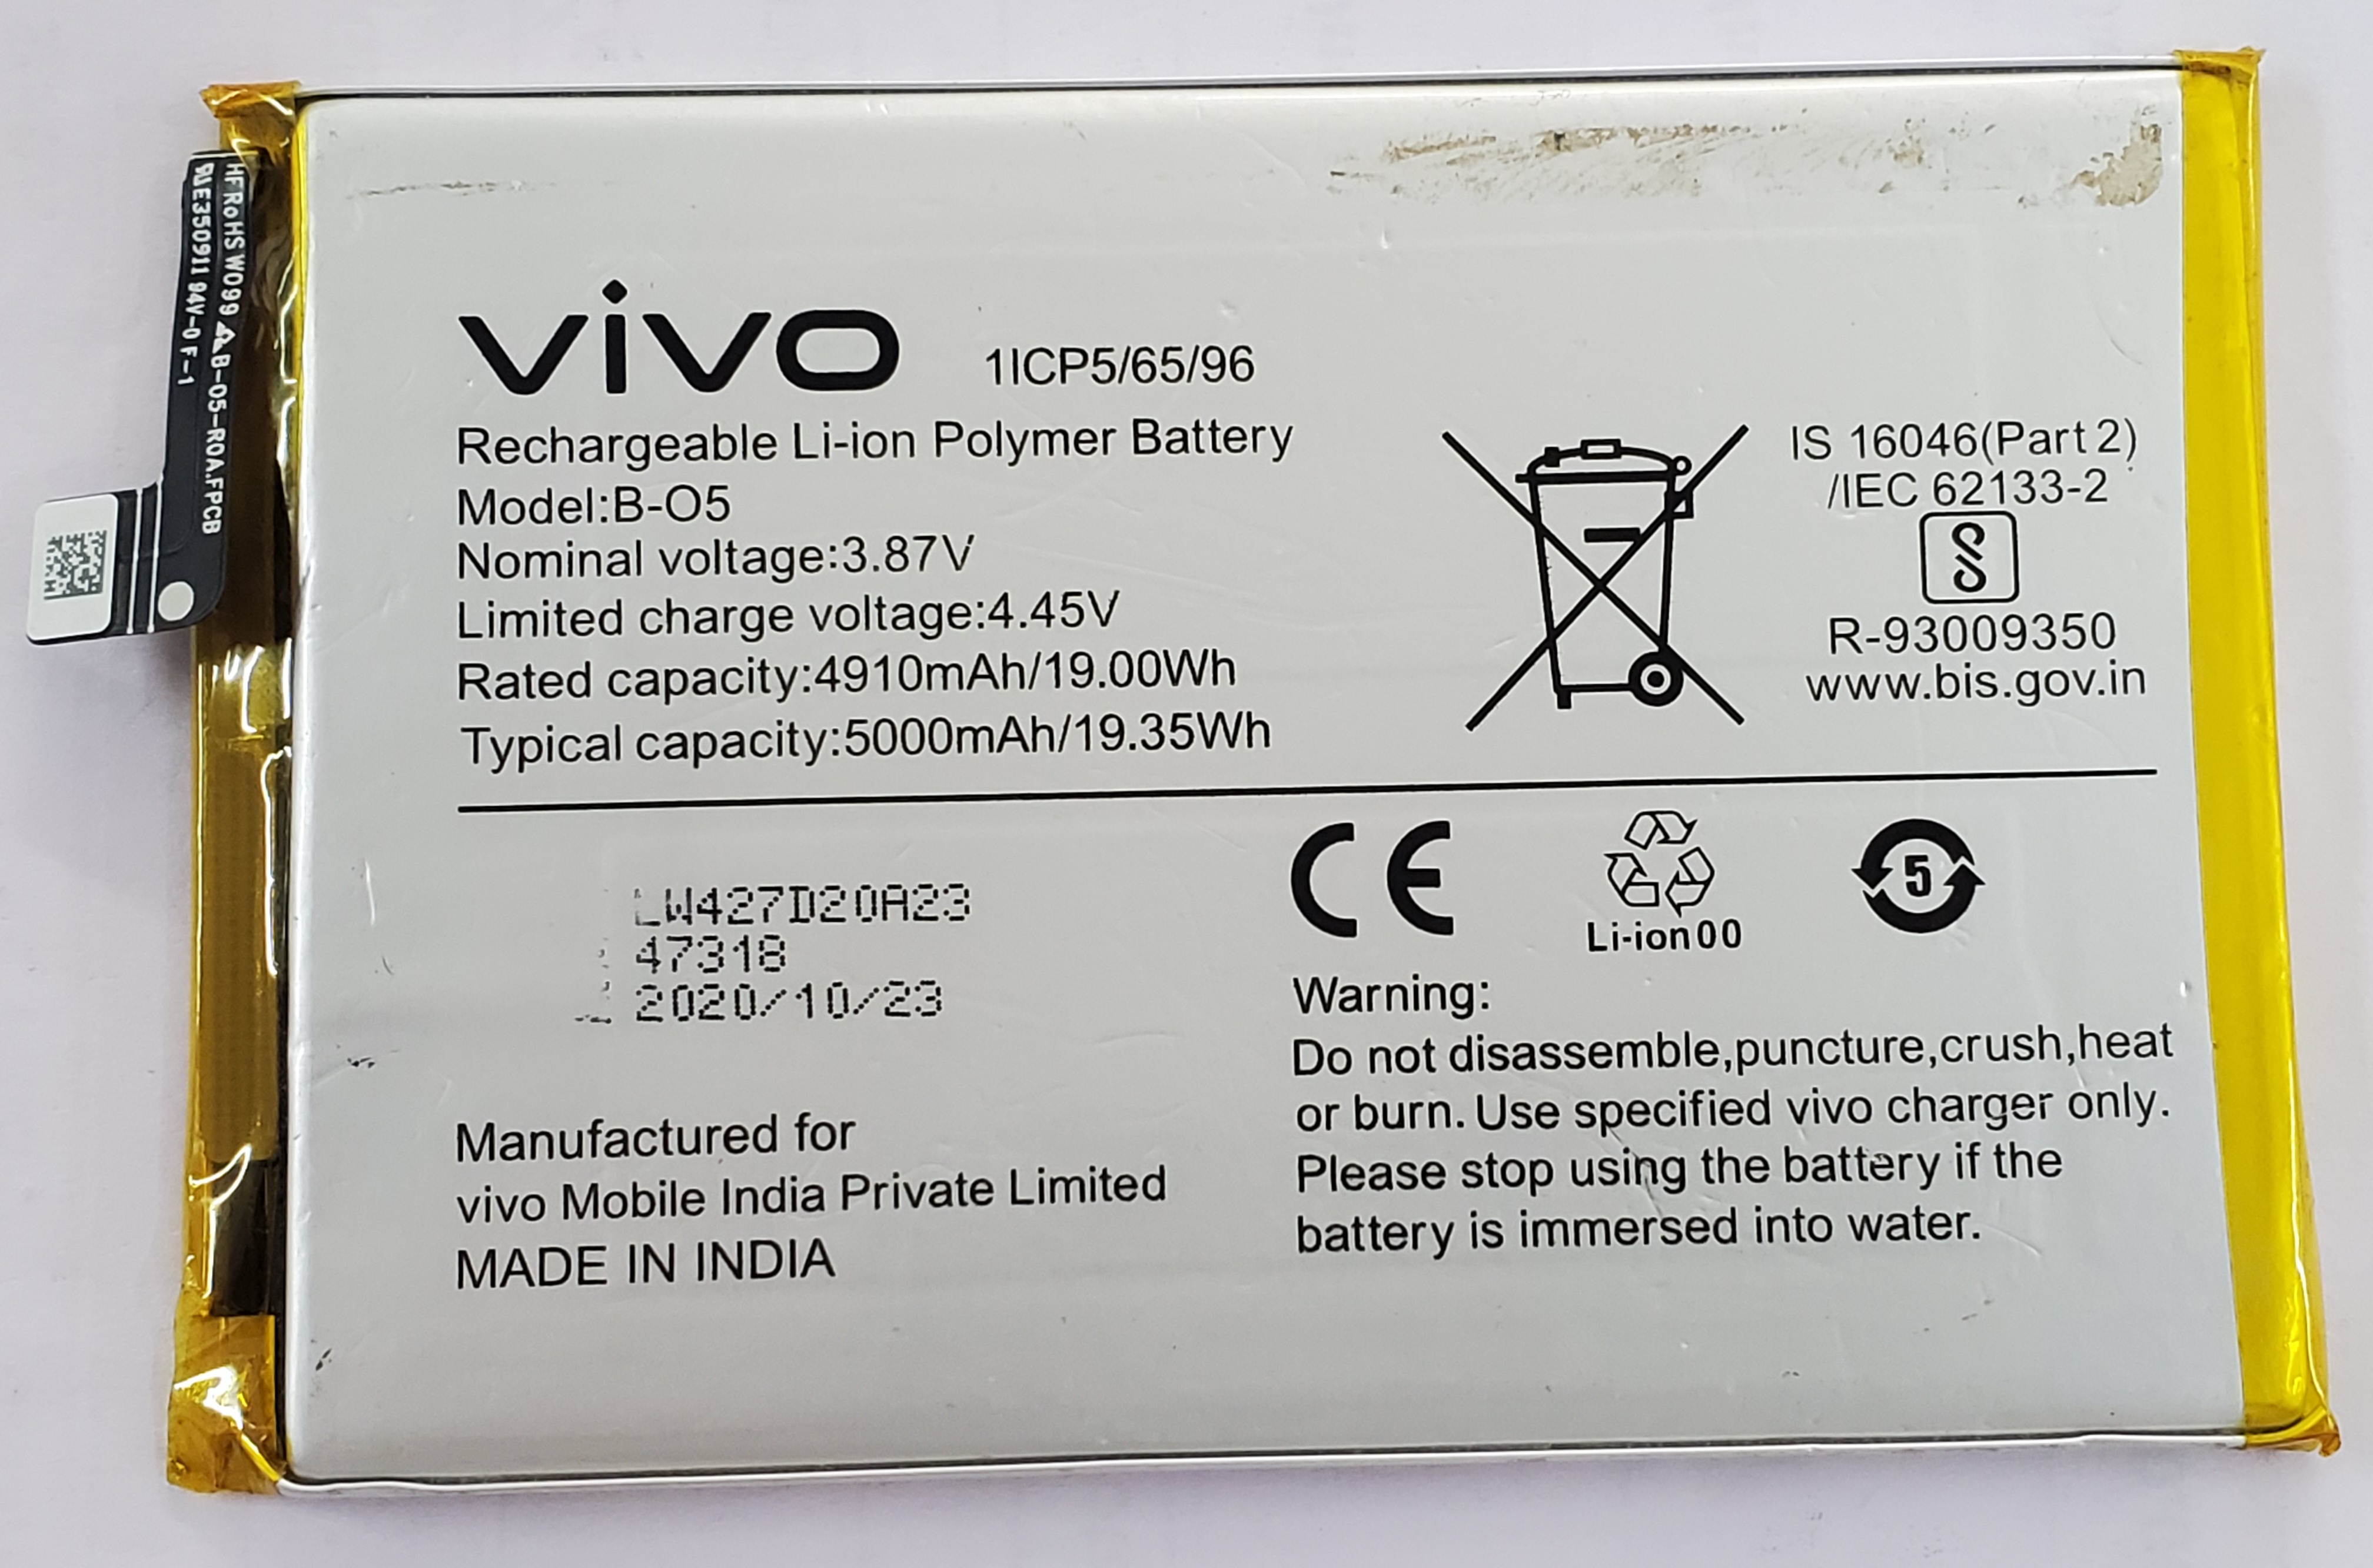 HF RoHS W099 B-05-R0A.FPCB
E350911 94V-0 F-1
vivo 1ICP5/65/96
Rechargeable Li-ion Polymer Battery
Model:B-O5
Nominal voltage:3.87V
Limited charge voltage:4.45V
Rated capacity:4910mAh/19.00Wh
Typical capacity:5000mAh/19.35Wh
IS 16046(Part 2)
/IEC 62133-2
R-93009350
www.bis.gov.in
LW427D20A23
47318
2020/10/23
Manufactured for
vivo Mobile India Private Limited
MADE IN INDIA
CE
Li-ion00
5
Warning:
Do not disassemble,puncture,crush,heat
or burn. Use specified vivo charger only.
Please stop using the battery if the
battery is immersed into water.